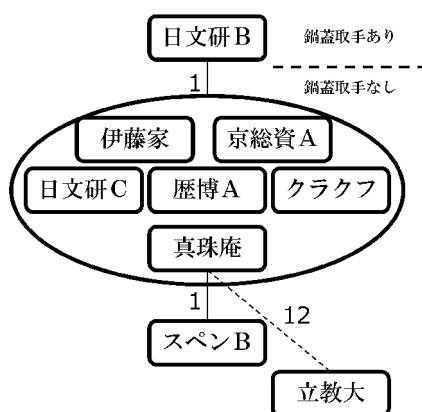 日文研B
鍋蓋取手あり
鍋蓋取手なし
1
伊藤家
京総資A
日文研C
歴博A
クラクフ
真珠庵
1
12
スペンB
立教大